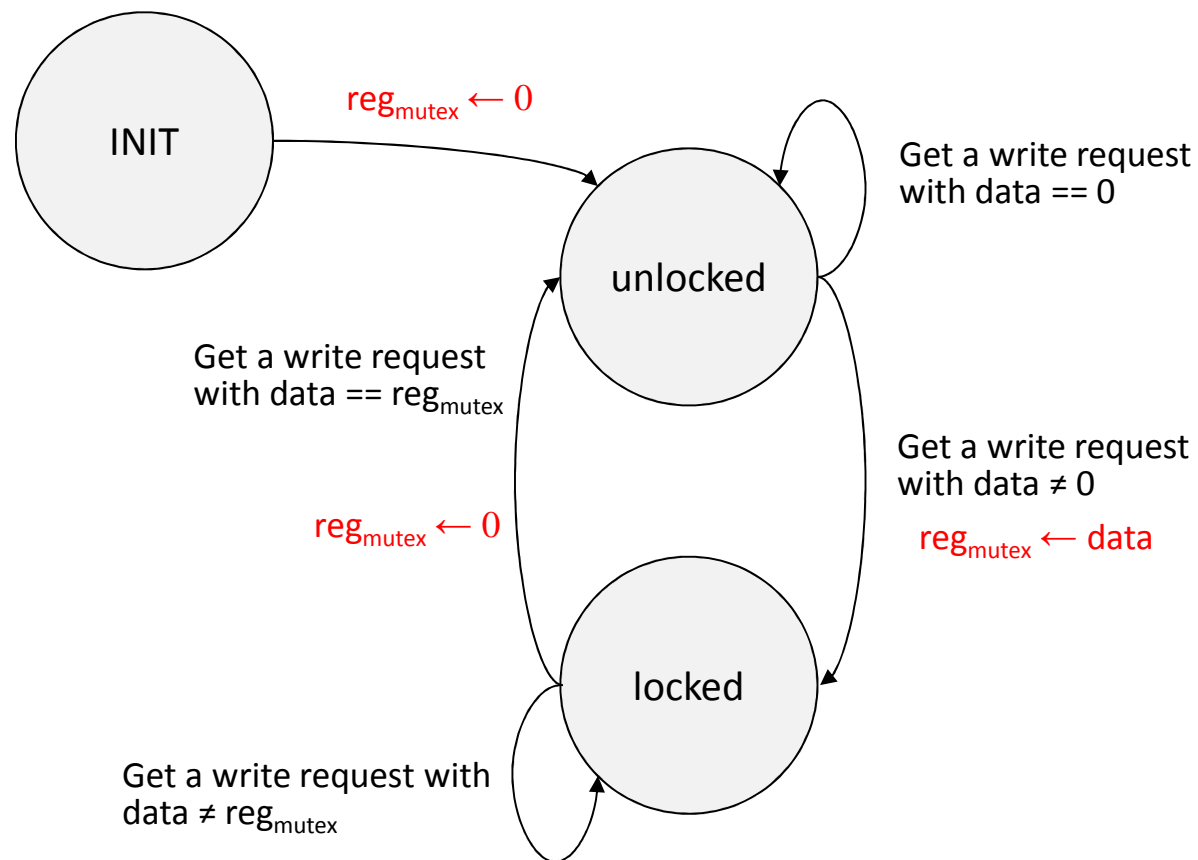 reg_mutex ← 0
INIT
Get a write request
with data == 0
unlocked
Get a write request
with data == reg_mutex
Get a write request
with data ≠ 0
reg_mutex ← 0
reg_mutex ← data
locked
Get a write request with
data ≠ reg_mutex